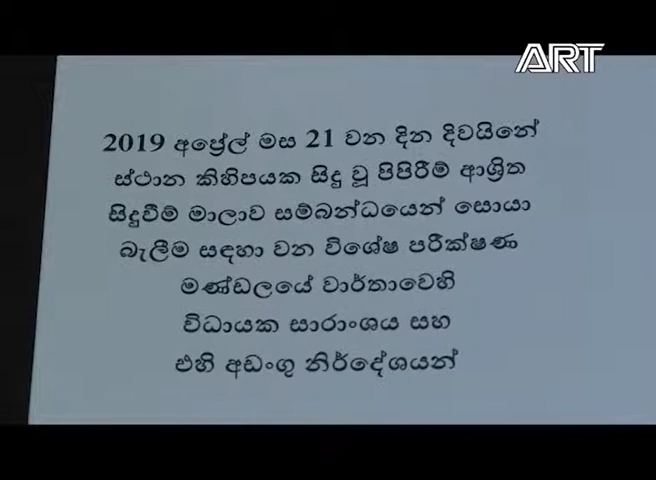 ART
2019 අප්‍රේල් මස 21 වන දින දිවයිනේ
ස්ථාන කිහිපයක සිදු වූ පිපිරීම් ආශ්‍රිත
සිදුවීම් මාලාව සම්බන්ධයෙන් සොයා
බැලීම සඳහා වන විශේෂ පරීක්ෂණ
මණ්ඩලයේ වාර්තාවෙහි
විධායක සාරාංශය සහ
එහි අඩංගු නිර්දේශයන්